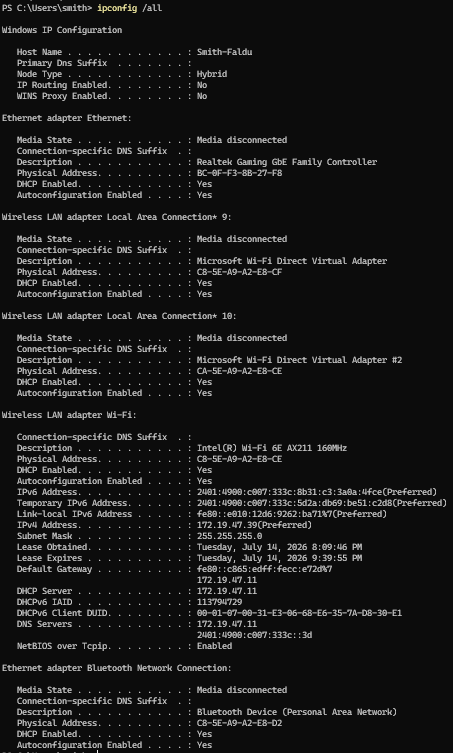 PS C:\Users\smith> ipconfig /all
Windows IP Configuration
Host Name . . . . . . . . . . . . : Smith-Faldu
Primary Dns Suffix  . . . . . . . :
Node Type . . . . . . . . . . . . : Hybrid
IP Routing Enabled. . . . . . . . : No
WINS Proxy Enabled. . . . . . . . : No
Ethernet adapter Ethernet:
Media State . . . . . . . . . . . : Media disconnected
Connection-specific DNS Suffix  . :
Description . . . . . . . . . . . : Realtek Gaming GbE Family Controller
Physical Address. . . . . . . . . : BC-0F-F3-8B-27-F8
DHCP Enabled. . . . . . . . . . . : Yes
Autoconfiguration Enabled . . . . : Yes
Wireless LAN adapter Local Area Connection* 9:
Media State . . . . . . . . . . . : Media disconnected
Connection-specific DNS Suffix  . :
Description . . . . . . . . . . . : Microsoft Wi-Fi Direct Virtual Adapter
Physical Address. . . . . . . . . : C8-5E-A9-A2-E8-CF
DHCP Enabled. . . . . . . . . . . : Yes
Autoconfiguration Enabled . . . . : Yes
Wireless LAN adapter Local Area Connection* 10:
Media State . . . . . . . . . . . : Media disconnected
Connection-specific DNS Suffix  . :
Description . . . . . . . . . . . : Microsoft Wi-Fi Direct Virtual Adapter #2
Physical Address. . . . . . . . . : CA-5E-A9-A2-E8-CE
DHCP Enabled. . . . . . . . . . . : Yes
Autoconfiguration Enabled . . . . : Yes
Wireless LAN adapter Wi-Fi:
Connection-specific DNS Suffix  . :
Description . . . . . . . . . . . : Intel(R) Wi-Fi 6E AX211 160MHz
Physical Address. . . . . . . . . : C8-5E-A9-A2-E8-CE
DHCP Enabled. . . . . . . . . . . : Yes
Autoconfiguration Enabled . . . . : Yes
IPv6 Address. . . . . . . . . . . : 2401:4900:c007:333c:8b31:c3:3a0a:4fce(Preferred)
Temporary IPv6 Address. . . . . . : 2401:4900:c007:333c:5d2a:db69:be51:c2d8(Preferred)
Link-local IPv6 Address . . . . . : fe80::e010:12d6:9262:ba71%7(Preferred)
IPv4 Address. . . . . . . . . . . : 172.19.47.39(Preferred)
Subnet Mask . . . . . . . . . . . : 255.255.255.0
Lease Obtained. . . . . . . . . . : Tuesday, July 14, 2026 8:09:46 PM
Lease Expires . . . . . . . . . . : Tuesday, July 14, 2026 9:39:55 PM
Default Gateway . . . . . . . . . : fe80::c865:edff:fecc:e72d%7
172.19.47.11
DHCP Server . . . . . . . . . . . : 172.19.47.11
DHCPv6 IAID . . . . . . . . . . . : 113794729
DHCPv6 Client DUID. . . . . . . . : 00-01-07-00-31-E3-06-68-E6-35-7A-D8-30-E1
DNS Servers . . . . . . . . . . . : 172.19.47.11
2401:4900:c007:333c::3d
NetBIOS over Tcpip. . . . . . . . : Enabled
Ethernet adapter Bluetooth Network Connection:
Media State . . . . . . . . . . . : Media disconnected
Connection-specific DNS Suffix  . :
Description . . . . . . . . . . . : Bluetooth Device (Personal Area Network)
Physical Address. . . . . . . . . : C8-5E-A9-A2-E8-D2
DHCP Enabled. . . . . . . . . . . : Yes
Autoconfiguration Enabled . . . . : Yes